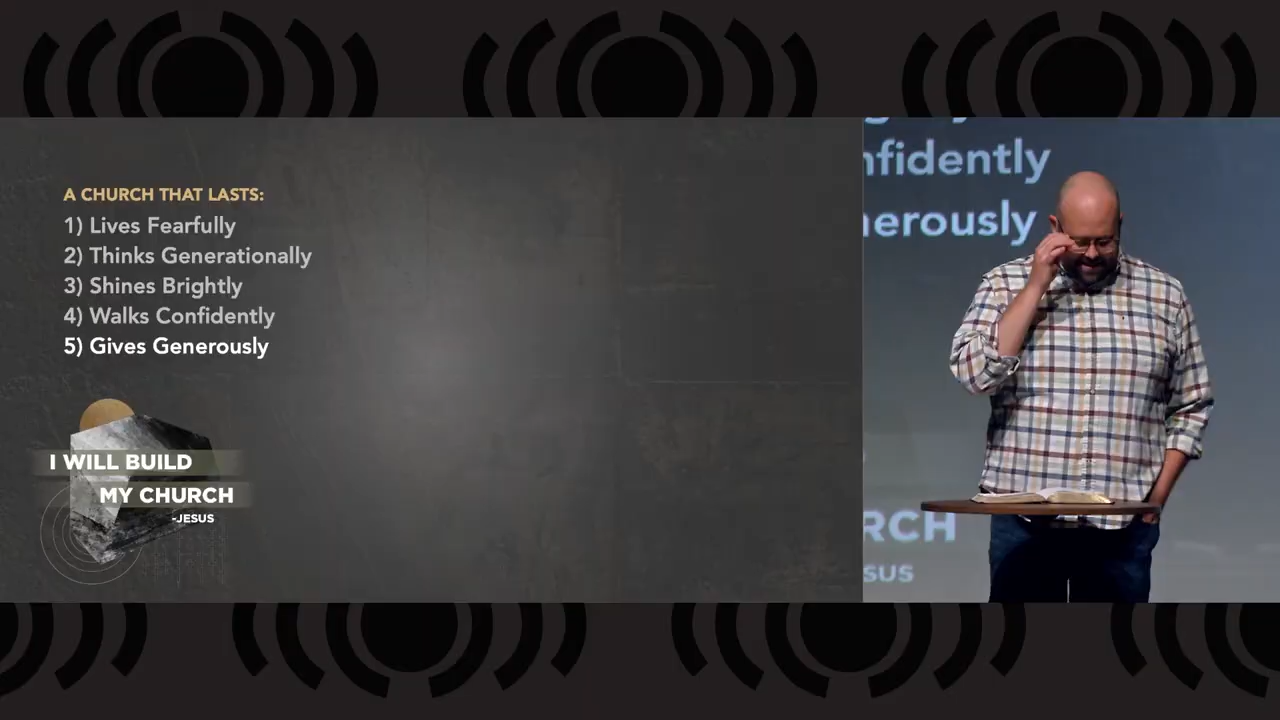 A CHURCH THAT LASTS:
1) Lives Fearfully
2) Thinks Generationally
3) Shines Brightly
4) Walks Confidently
5) Gives Generously
I WILL BUILD
MY CHURCH
-JESUS
nfidently
nerously
RCH
SUS